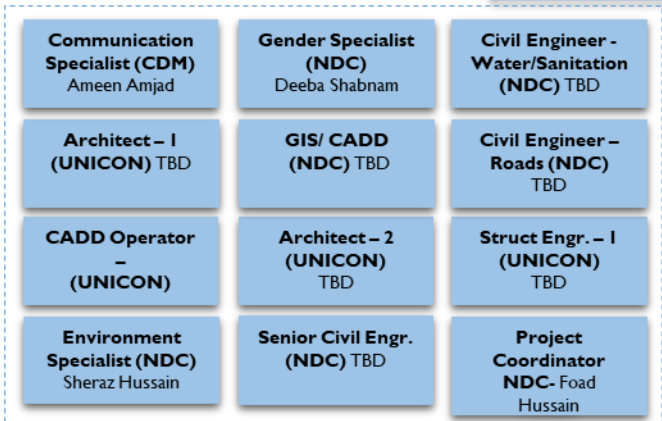 Communication
Specialist (CDM)
Ameen Amjad
Gender Specialist
(NDC)
Deeba Shabnam
Civil Engineer -
Water/Sanitation
(NDC) TBD
Architect – 1
(UNICON) TBD
GIS/ CADD
(NDC) TBD
Civil Engineer –
Roads (NDC)
TBD
CADD Operator
–
(UNICON)
Architect – 2
(UNICON)
TBD
Struct Engr. – 1
(UNICON)
TBD
Environment
Specialist (NDC)
Sheraz Hussain
Senior Civil Engr.
(NDC) TBD
Project
Coordinator
NDC- Foad
Hussain